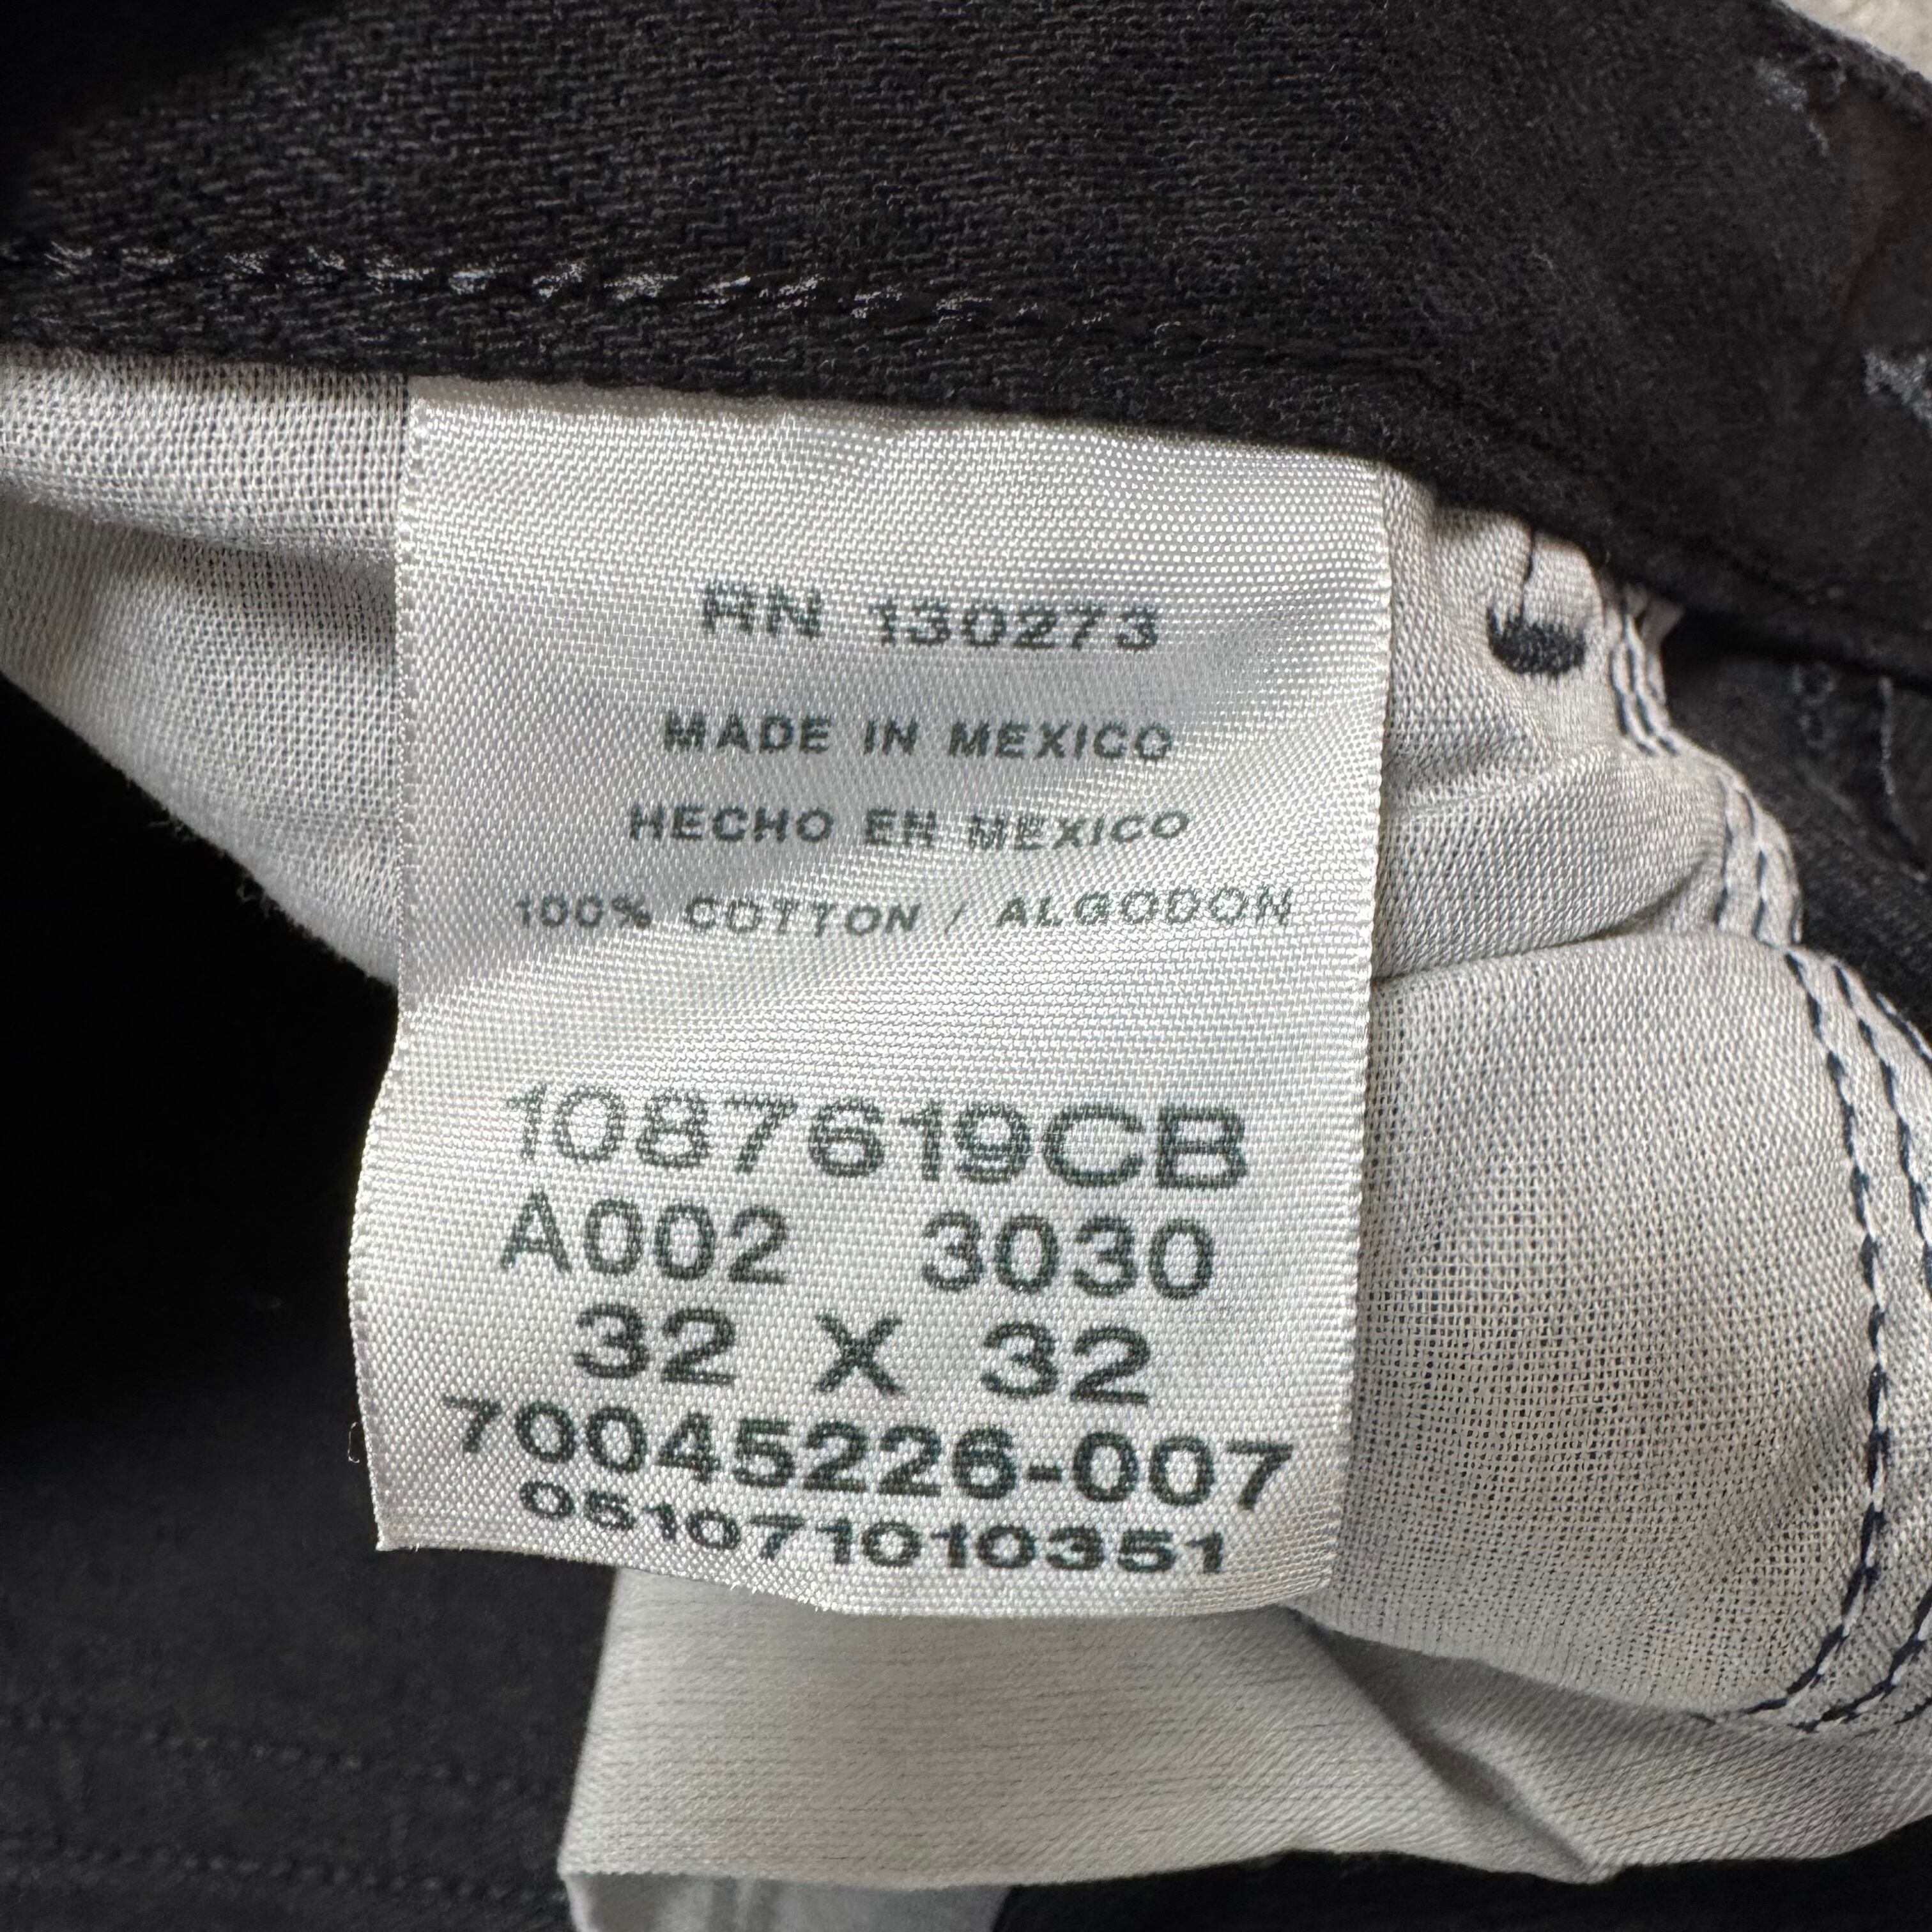 RN 130273
MADE IN MEXICO
HECHO EN MEXICO
100% COTTON / ALGODON
1087619CB
A002 3030
32 X 32
70045226-007
051071010351